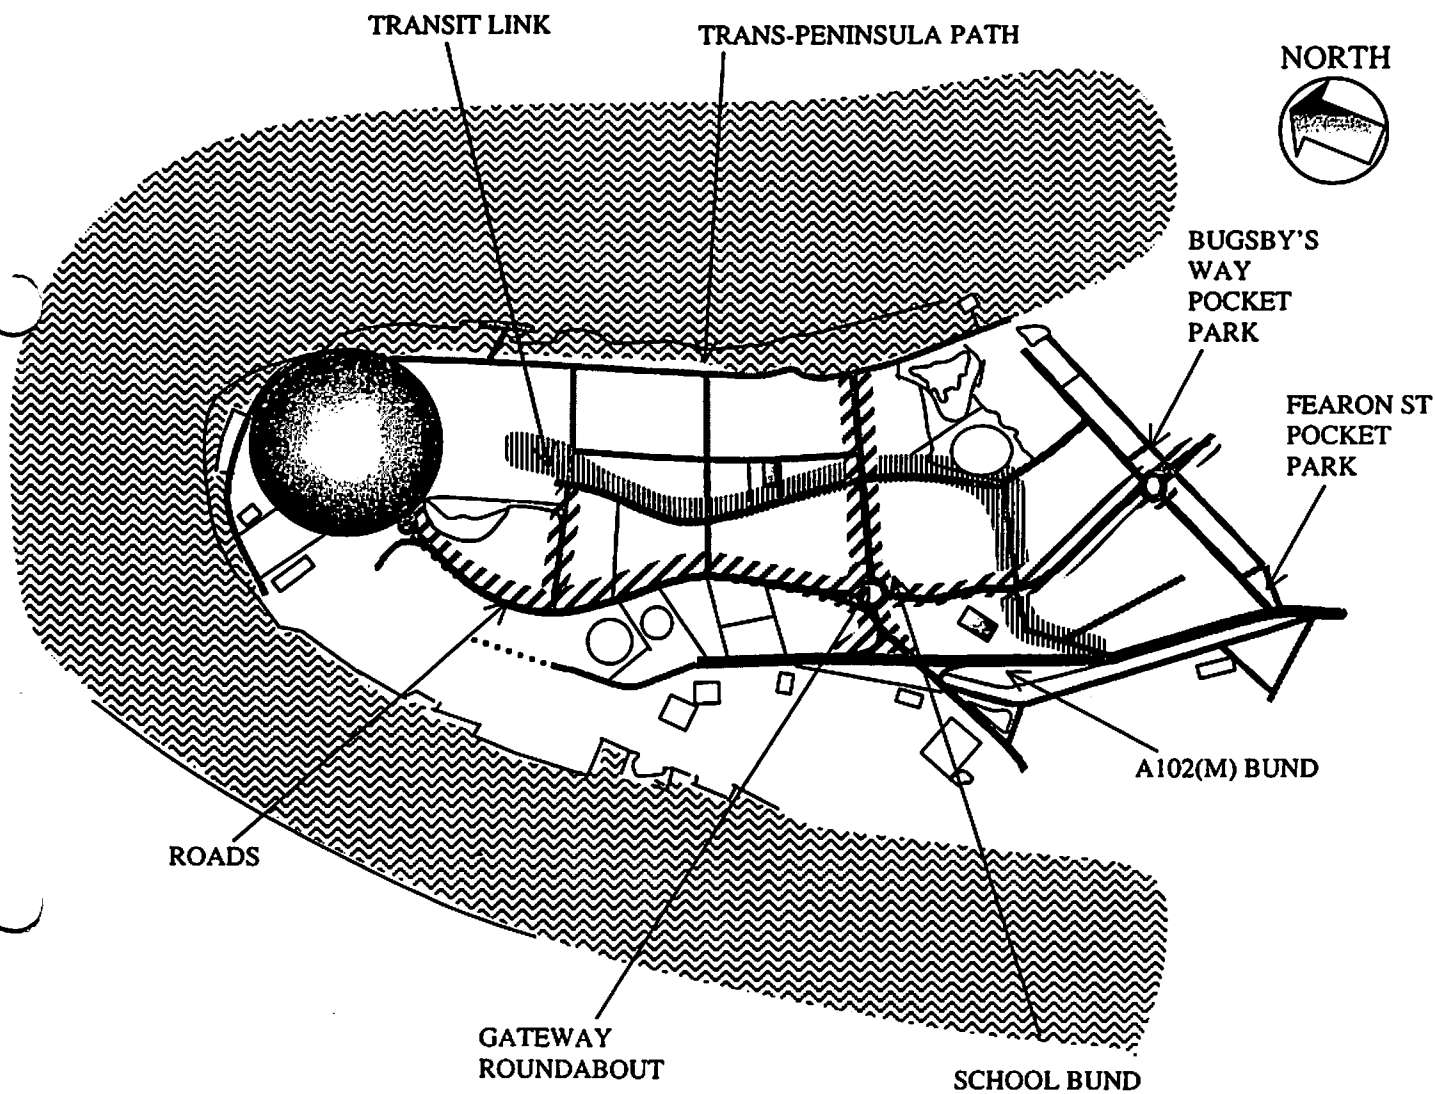 TRANSIT LINK
TRANS-PENINSULA PATH
NORTH
BUGSBY'S
WAY
POCKET
PARK
FEARON ST
POCKET
PARK
A102(M) BUND
ROADS
GATEWAY
ROUNDABOUT
SCHOOL BUND